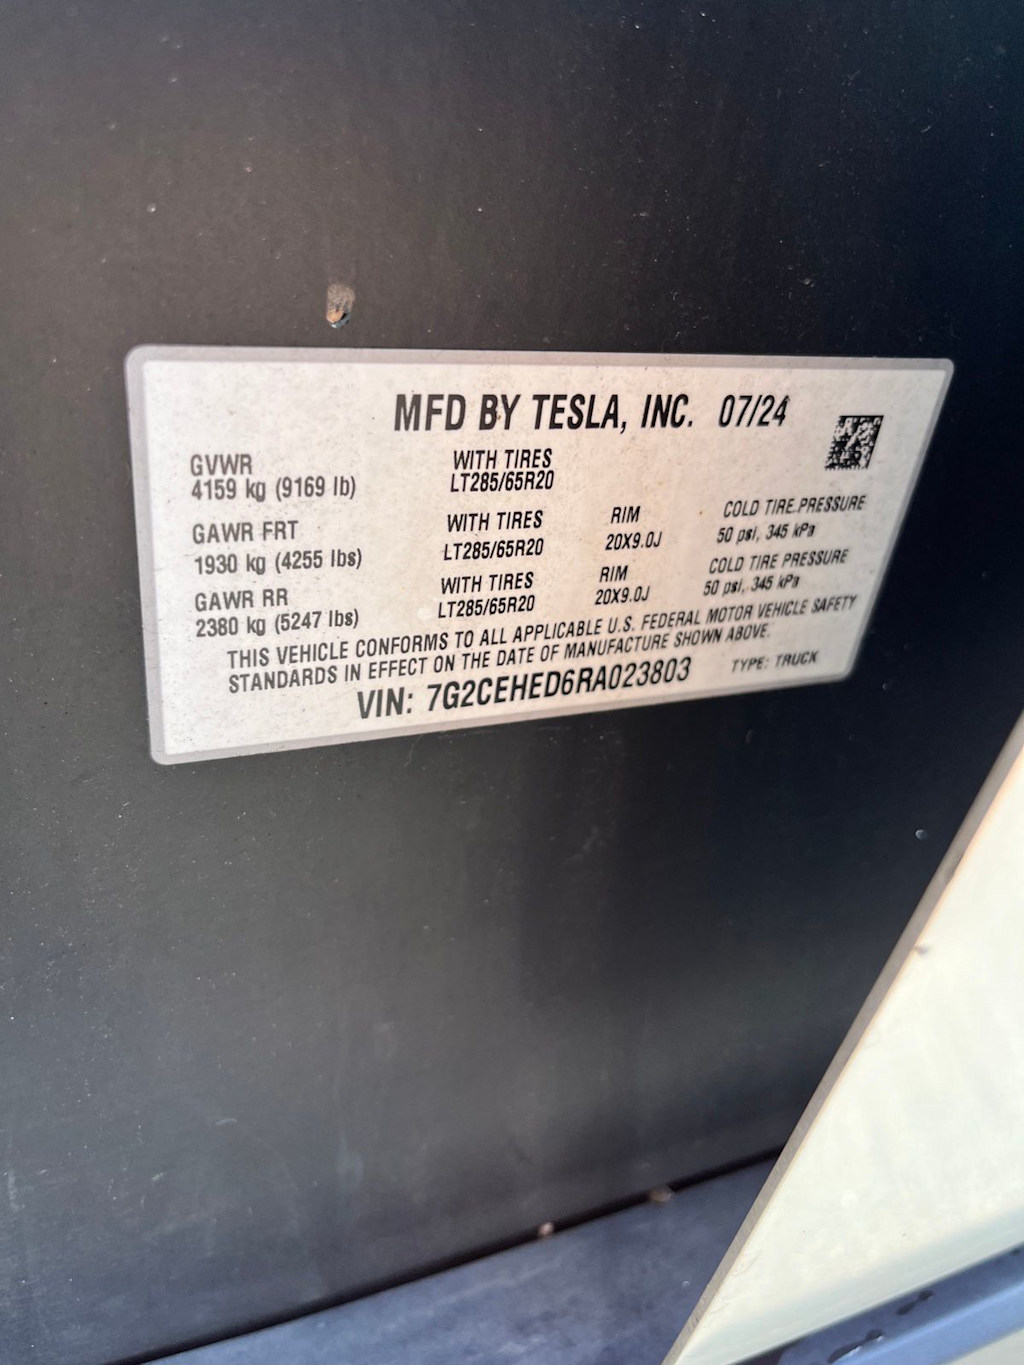 MFD BY TESLA, INC. 07/24
GVWR WITH TIRES
4159 kg (9169 lb) LT285/65R20
GAWR FRT WITH TIRES RIM COLD TIRE PRESSURE
1930 kg (4255 lbs) LT285/65R20 20X9.0J 50 psi, 345 kPa
GAWR RR WITH TIRES RIM COLD TIRE PRESSURE
2380 kg (5247 lbs) LT285/65R20 20X9.0J 50 psi, 345 kPa
THIS VEHICLE CONFORMS TO ALL APPLICABLE U.S. FEDERAL MOTOR VEHICLE SAFETY
STANDARDS IN EFFECT ON THE DATE OF MANUFACTURE SHOWN ABOVE.
VIN: 7G2CEHED6RA023803 TYPE: TRUCK